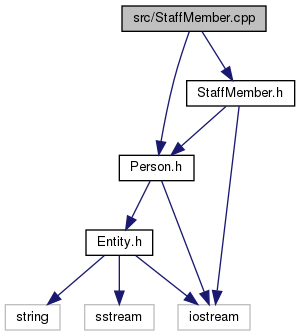 src/StaffMember.cpp
StaffMember.h
Person.h
Entity.h
string
sstream
iostream